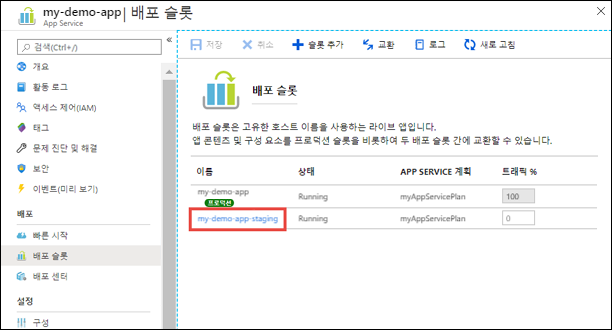 my-demo-app | 배포 슬롯
App Service
검색(Ctrl+/)
«
개요
활동 로그
액세스 제어(IAM)
태그
문제 진단 및 해결
보안
이벤트(미리 보기)
배포
빠른 시작
배포 슬롯
배포 센터
설정
구성
저장 취소 슬롯 추가 교환 로그 새로 고침
배포 슬롯
배포 슬롯은 고유한 호스트 이름을 사용하는 라이브 앱입니다.
앱 콘텐츠 및 구성 요소를 프로덕션 슬롯을 비롯하여 두 배포 슬롯 간에 교환할 수 있습니다.
이름 상태 APP SERVICE 계획 트래픽 %
my-demo-app Running myAppServicePlan 100
프로덕션
my-demo-app-staging Running myAppServicePlan 0